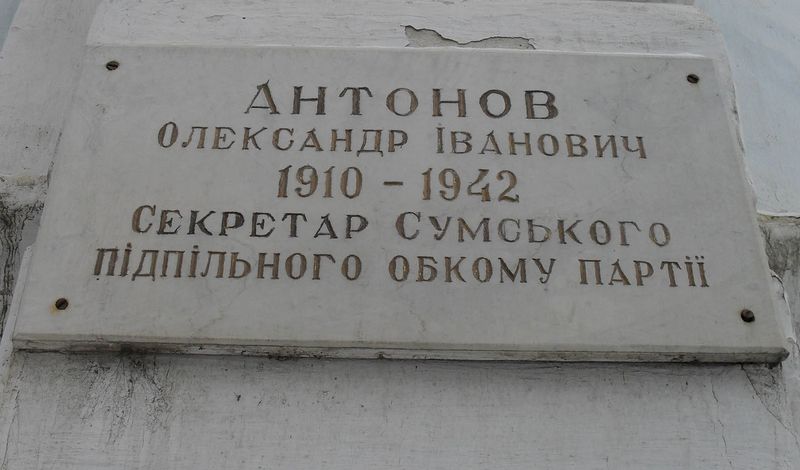 АНТОНОВ
ОЛЕКСАНДР ІВАНОВИЧ
1910 – 1942
СЕКРЕТАР СУМСЬКОГО
ПІДПІЛЬНОГО ОБКОМУ ПАРТІЇ